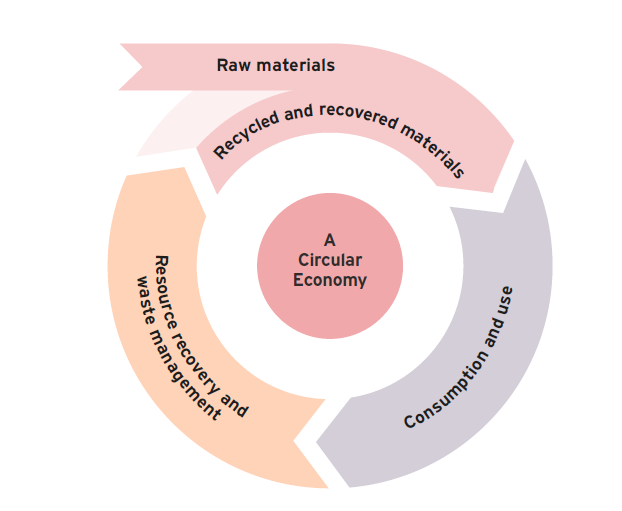 Raw materials
Recycled and recovered materials
A
Circular
Economy
Consumption and use
Resource recovery and
waste management